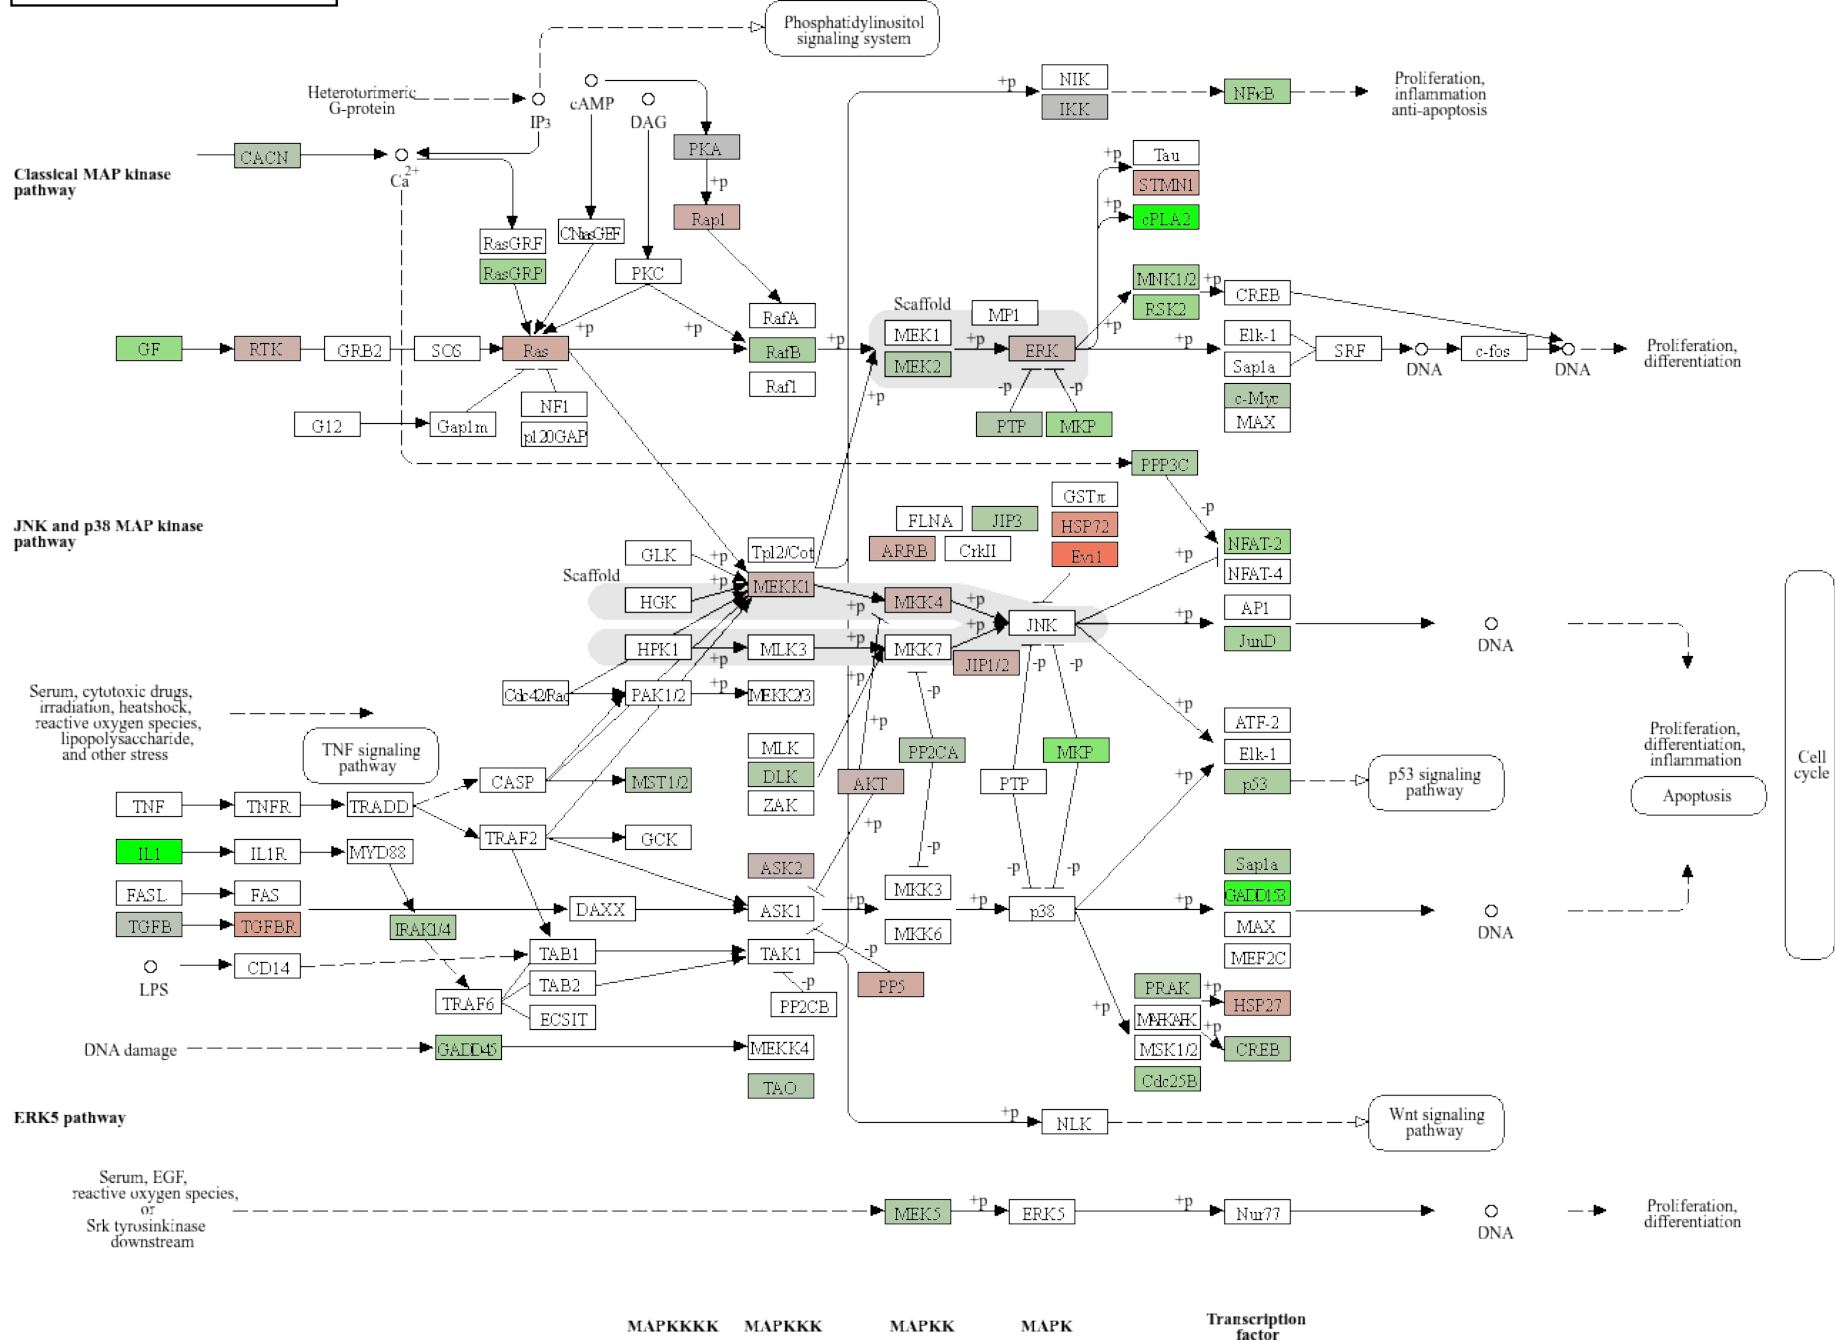 Phosphatidylinositol
signaling system
Heteroturimeric
G-protein
IP3
cAMP
DAG
+p
NIK
IKK
NFκB
Proliferation,
inflammation
anti-apoptosis
Classical MAP kinase
pathway
CACN
Ca2+
PKA
+p
Rap1
+p
Tau
STMN1
+p
cPLA2
RasGRF
RasGRP
CNrasGEF
PKC
RafA
Scaffold
MP1
MNK1/2
RSK2
+p
+p
CREB
GF
RTK
GRB2
SOS
Ras
+p
+p
RafB
Raf1
+p
MEK1
MEK2
+p
ERK
+p
Elk-1
Sap1a
SRF
DNA
c-fos
DNA
Proliferation,
differentiation
c-Myc
MAX
G12
Gap1m
NF1
p120GAP
+p
-p
-p
PTP
MKP
PPP3C
-p
JNK and p38 MAP kinase
pathway
GSTπ
HSP72
Evi1
FLNA
JIP3
ARRB
CrkII
NFAT-2
NFAT-4
+p
GLK
+p
Tpl2/Cot
Scaffold
+p
MEKK1
HGK
+p
MKK4
+p
JNK
+p
AP1
JunD
DNA
HPK1
+p
MLK3
+p
MKK7
+p
JIP1/2
-p
-p
Cdc42/Rac
PAK1/2
+p
MEKK2/3
+p
-p
+p
Serum, cytotoxic drugs,
irradiation, heatshock,
reactive oxygen species,
lipopolysaccharide,
and other stress
TNF signaling
pathway
+p
ATF-2
Elk-1
p53
p53 signaling
pathway
Proliferation,
differentiation,
inflammation
Apoptosis
Cell
cycle
MLK
DLK
ZAK
PP2CA
AKT
MKP
PTP
+p
CASP
MST1/2
TNF
TNFR
TRADD
TRAF2
GCK
+p
IL1
IL1R
MYD88
ASK2
-p
-p
-p
Sap1a
GADD153
MAX
MEF2C
FASL
FAS
MKK3
MKK6
TGFB
TGFBR
IRAK1/4
DAXX
ASK1
+p
+p
p38
+p
DNA
LPS
CD14
TAB1
TAB2
ECSIT
TAK1
-p
PP5
-p
PP2CB
TRAF6
PRAK
+p
HSP27
MSK1/2
+p
CREB
Cdc25B
+p
DNA damage
GADD45
MEKK4
TAO
ERK5 pathway
+p
NLK
Wnt signaling
pathway
Serum, EGF,
reactive oxygen species,
or
Srk tyrosinkinase
downstream
MEK5
+p
ERK5
+p
Nur77
DNA
Proliferation,
differentiation
MAPKKKK
MAPKKK
MAPKK
MAPK
Transcription
factor